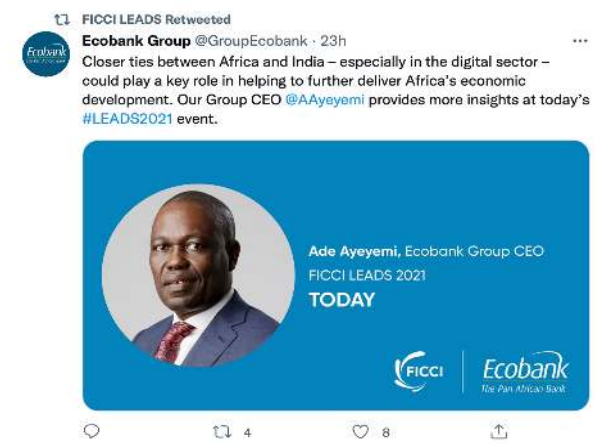 FICCI LEADS Retweeted
Ecobank Group @GroupEcobank · 23h
Closer ties between Africa and India – especially in the digital sector –
could play a key role in helping to further deliver Africa's economic
development. Our Group CEO @AAyeyemi provides more insights at today's
#LEADS2021 event.
Ecobank
Ade Ayeyemi, Ecobank Group CEO
FICCI LEADS 2021
TODAY
FICCI
Ecobank
The Pan African Bank
4
8